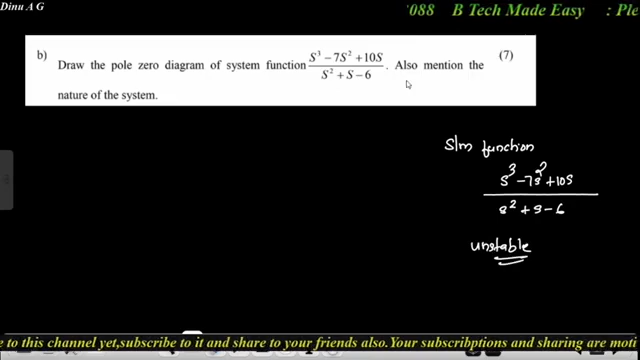 Dinu A G
'088 B Tech Made Easy : Ple
b) Draw the pole zero diagram of system function (S³ − 7S² + 10S)/(S² + S − 6). Also mention the (7)
nature of the system.
S/m function
s³ − 7s² + 10s
s² + s − 6
unstable
e to this channel yet,subscribe to it and share to your friends also.Your subscribptions and sharing are moti